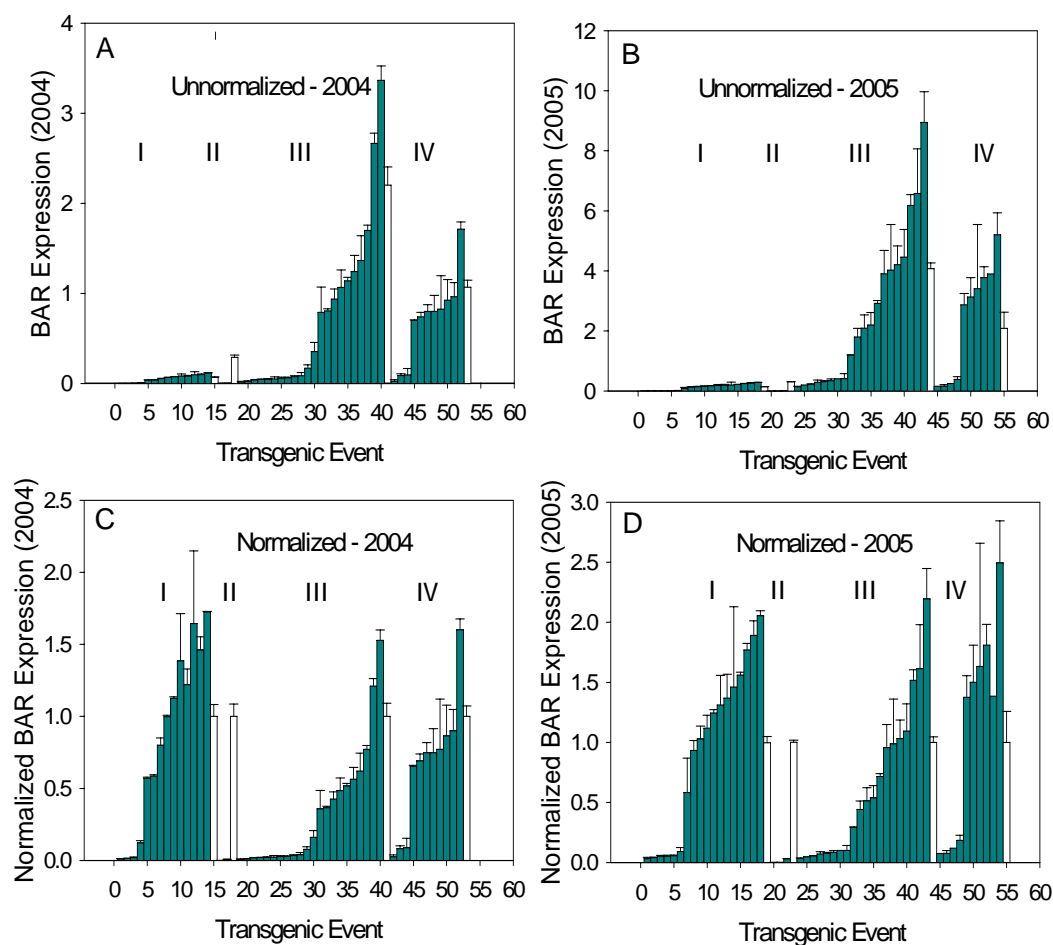 A
Unnormalized - 2004
I II III IV
BAR Expression (2004)
4
3
2
1
0
0 5 10 15 20 25 30 35 40 45 50 55 60
Transgenic Event
B
Unnormalized - 2005
I II III IV
BAR Expression (2005)
12
10
8
6
4
2
0
0 5 10 15 20 25 30 35 40 45 50 55 60
Transgenic Event
C
Normalized - 2004
I II III IV
Normalized BAR Expression (2004)
2.5
2.0
1.5
1.0
0.5
0.0
0 5 10 15 20 25 30 35 40 45 50 55 60
Transgenic Event
D
Normalized - 2005
I II III IV
Normalized BAR Expression (2005)
3.0
2.5
2.0
1.5
1.0
0.5
0.0
0 5 10 15 20 25 30 35 40 45 50 55 60
Transgenic Event